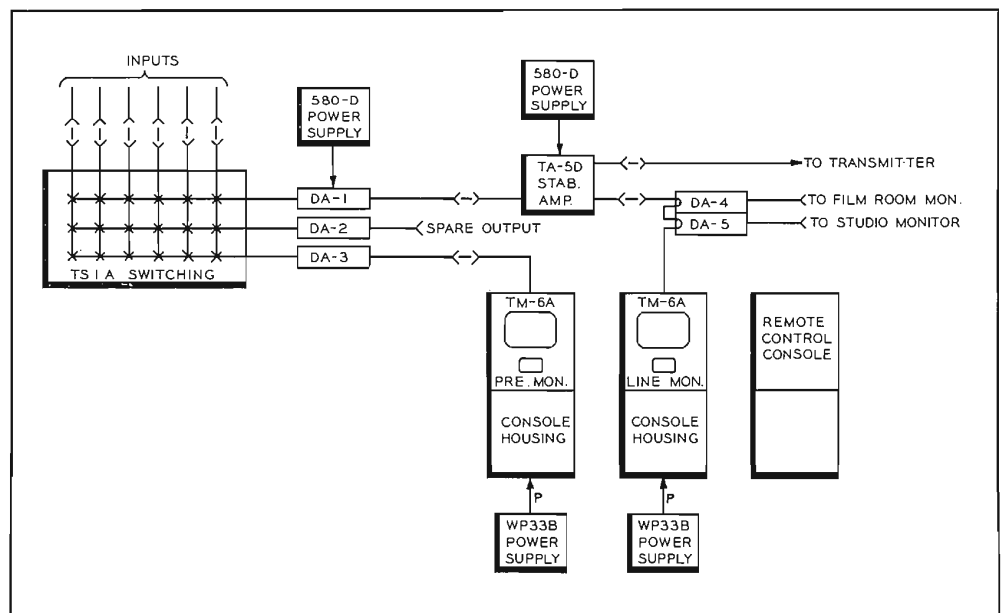 INPUTS
580-D
POWER
SUPPLY
580-D
POWER
SUPPLY
TA-5D
STAB.
AMP.
TO TRANSMITTER
DA-1
DA-4
TO FILM ROOM MON.
DA-2
SPARE OUTPUT
DA-5
TO STUDIO MONITOR
DA-3
TS1A SWITCHING
TM-6A
PRE. MON.
CONSOLE
HOUSING
TM-6A
LINE MON.
CONSOLE
HOUSING
REMOTE
CONTROL
CONSOLE
P
P
WP33B
POWER
SUPPLY
WP33B
POWER
SUPPLY